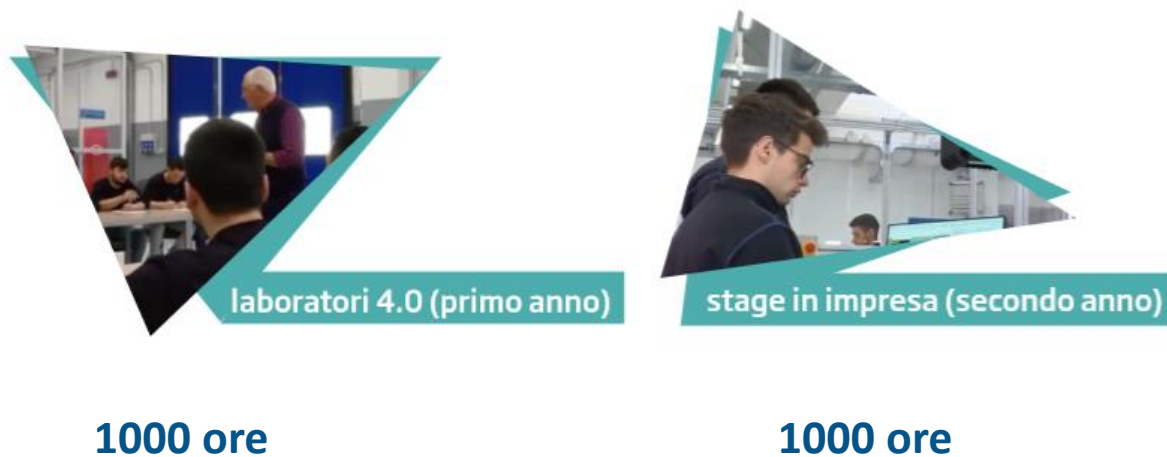 laboratori 4.0 (primo anno)
stage in impresa (secondo anno)
1000 ore
1000 ore